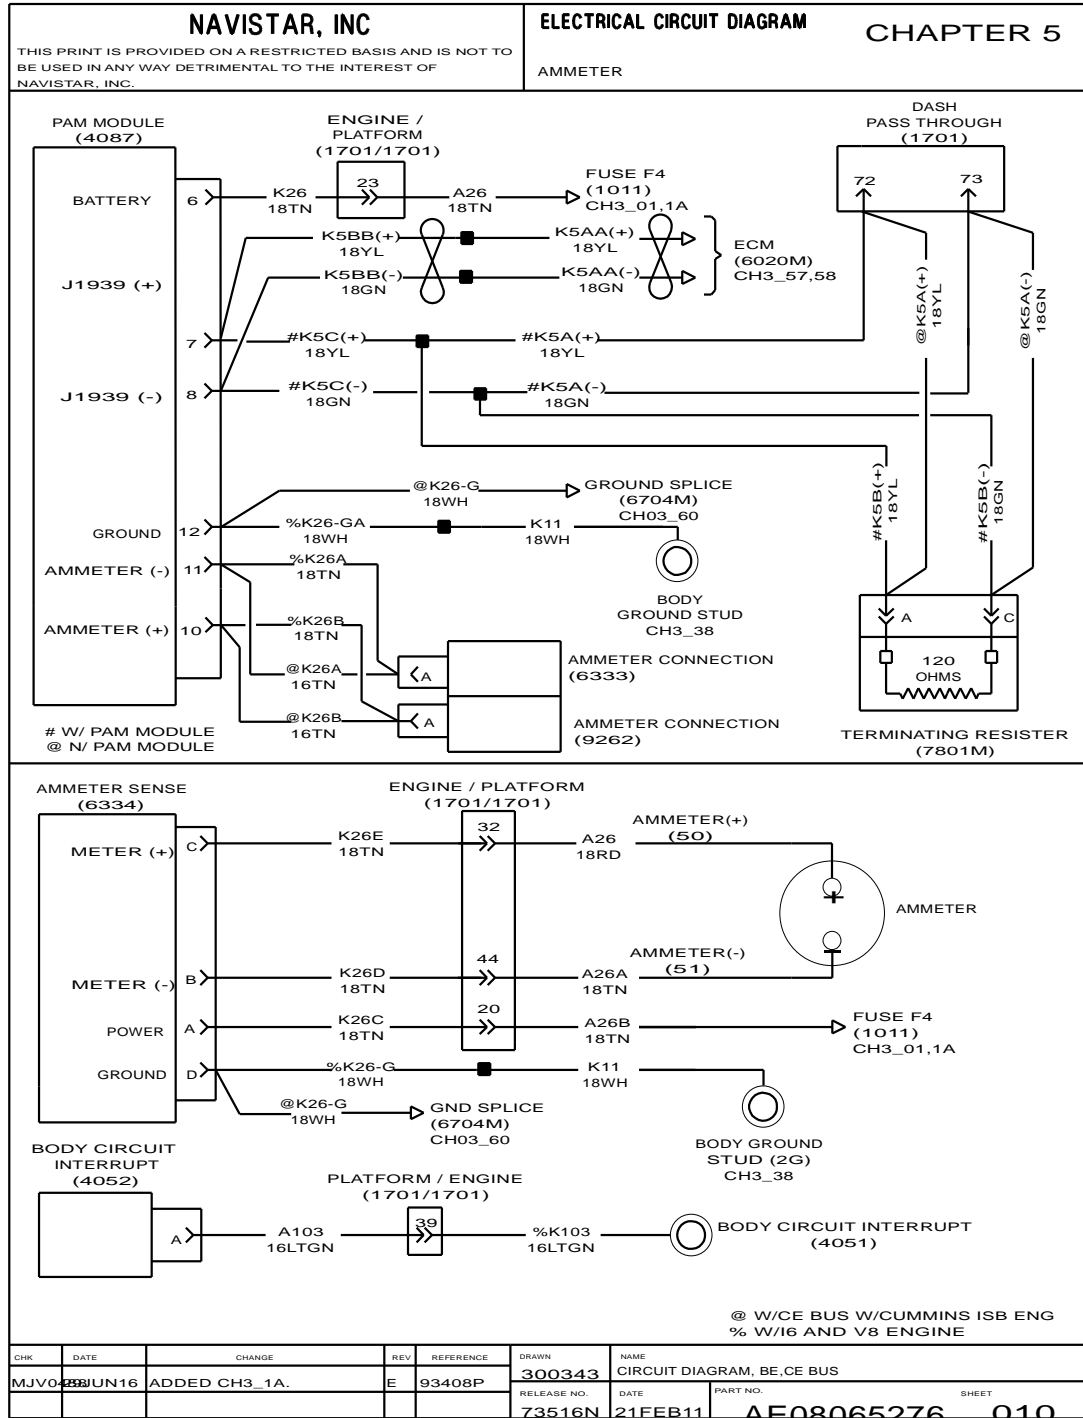 NAVISTAR, INC
THIS PRINT IS PROVIDED ON A RESTRICTED BASIS AND IS NOT TO
BE USED IN ANY WAY DETRIMENTAL TO THE INTEREST OF
NAVISTAR, INC.
ELECTRICAL CIRCUIT DIAGRAM
AMMETER
CHAPTER 5
PAM MODULE
(4087)
BATTERY
6
J1939 (+)
7
J1939 (-)
8
GROUND
12
AMMETER (-)
11
AMMETER (+)
10
# W/ PAM MODULE
@ N/ PAM MODULE
K26
18TN
ENGINE /
PLATFORM
(1701/1701)
23
A26
18TN
FUSE F4
(1011)
CH3_01,1A
K5BB(+)
18YL
K5AA(+)
18YL
K5BB(-)
18GN
K5AA(-)
18GN
ECM
(6020M)
CH3_57,58
#K5C(+)
18YL
#K5A(+)
18YL
#K5C(-)
18GN
#K5A(-)
18GN
DASH
PASS THROUGH
(1701)
72
73
@K5A(+)
18YL
@K5A(-)
18GN
#K5B(+)
18YL
#K5B(-)
18GN
@K26-G
18WH
GROUND SPLICE
(6704M)
CH03_60
%K26-GA
18WH
K11
18WH
BODY
GROUND STUD
CH3_38
%K26A
18TN
%K26B
18TN
@K26A
16TN
@K26B
16TN
A
AMMETER CONNECTION
(6333)
A
AMMETER CONNECTION
(9262)
A
C
120
OHMS
TERMINATING RESISTER
(7801M)
AMMETER SENSE
(6334)
METER (+)
C
METER (-)
B
POWER
A
GROUND
D
ENGINE / PLATFORM
(1701/1701)
K26E
18TN
32
A26
18RD
AMMETER(+)
(50)
AMMETER
K26D
18TN
44
A26A
18TN
AMMETER(-)
(51)
K26C
18TN
20
A26B
18TN
FUSE F4
(1011)
CH3_01,1A
%K26-G
18WH
K11
18WH
@K26-G
18WH
GND SPLICE
(6704M)
CH03_60
BODY GROUND
STUD (2G)
CH3_38
BODY CIRCUIT
INTERRUPT
(4052)
A
A103
16LTGN
PLATFORM / ENGINE
(1701/1701)
39
%K103
16LTGN
BODY CIRCUIT INTERRUPT
(4051)
@ W/CE BUS W/CUMMINS ISB ENG
% W/I6 AND V8 ENGINE
CHK DATE CHANGE REV REFERENCE
ADDED CH3_1A. E 93408P
DRAWN
300343
NAME
CIRCUIT DIAGRAM, BE,CE BUS
RELEASE NO.
73516N
DATE
21FEB11
PART NO.
AE08065276
SHEET
010